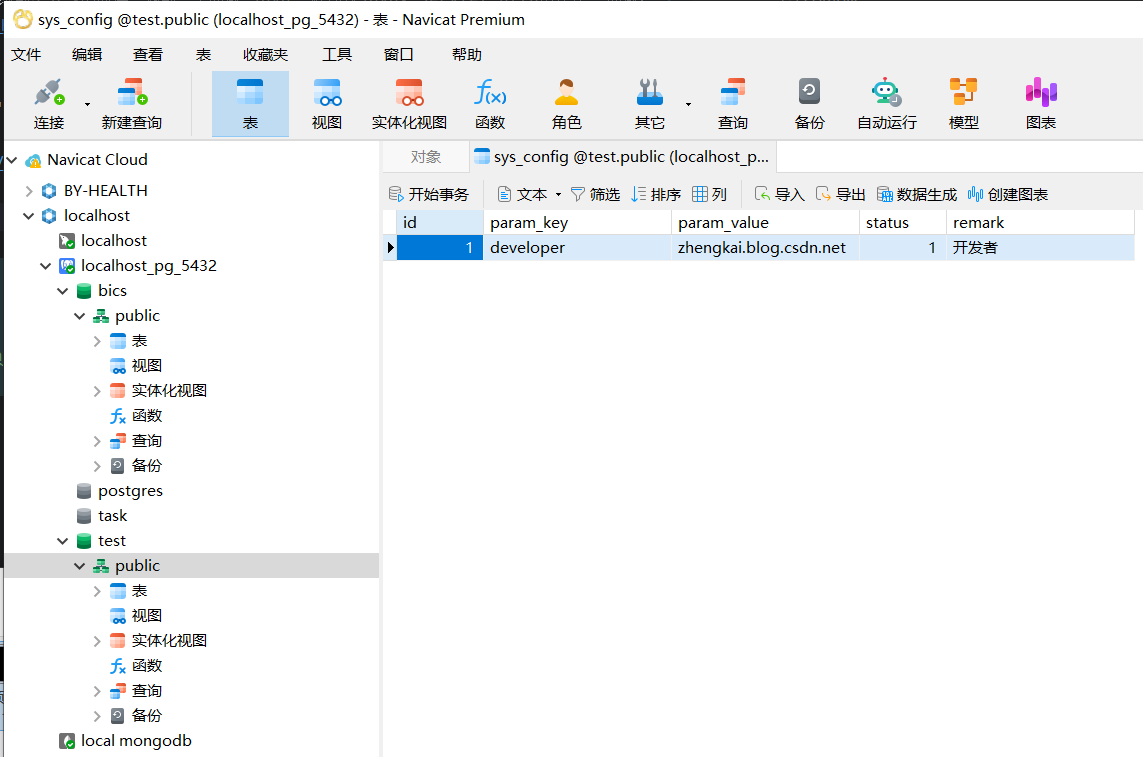 sys_config @test.public (localhost_pg_5432) - 表 - Navicat Premium
文件 编辑 查看 表 收藏夹 工具 窗口 帮助
连接 新建查询 表 视图 实体化视图 函数 角色 其它 查询 备份 自动运行 模型 图表
Navicat Cloud
BY-HEALTH
localhost
localhost
localhost_pg_5432
bics
public
表
视图
实体化视图
函数
查询
备份
postgres
task
test
public
表
视图
实体化视图
函数
查询
备份
local mongodb
对象 sys_config @test.public (localhost_p...
开始事务 文本 筛选 排序 列 导入 导出 数据生成 创建图表
id param_key param_value status remark
1 developer zhengkai.blog.csdn.net 1 开发者